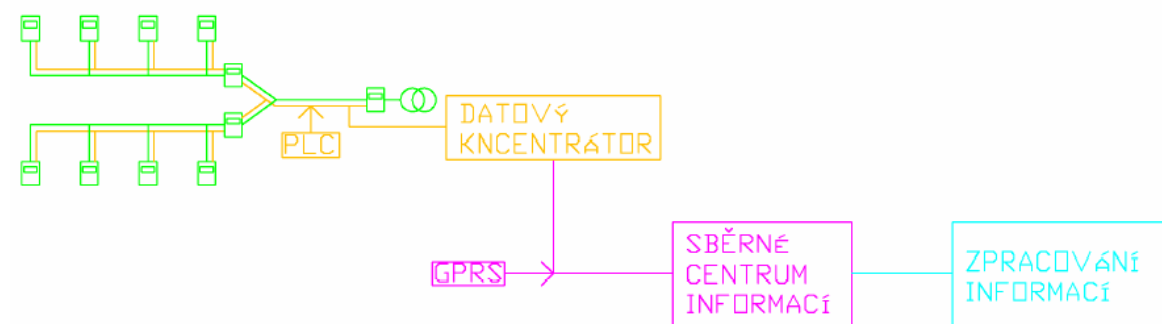 DATOVÝ
KNCENTRÁTOR
PLC
GPRS
SBĚRNÉ
CENTRUM
INFORMACÍ
ZPRACOVÁNÍ
INFORMACÍ